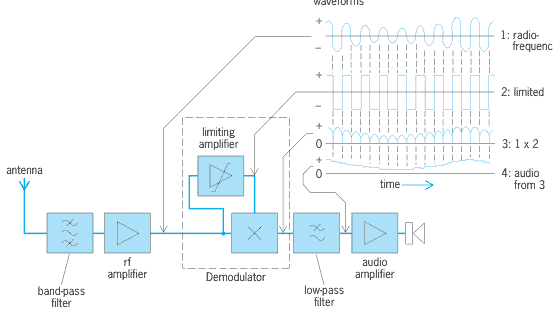 waveforms
+
−
1: radio-
frequenc
+
−
2: limited
+
0
3: 1 x 2
+
0
4: audio
from 3
time
limiting
amplifier
antenna
rf
amplifier
Demodulator
audio
amplifier
band-pass
filter
low-pass
filter